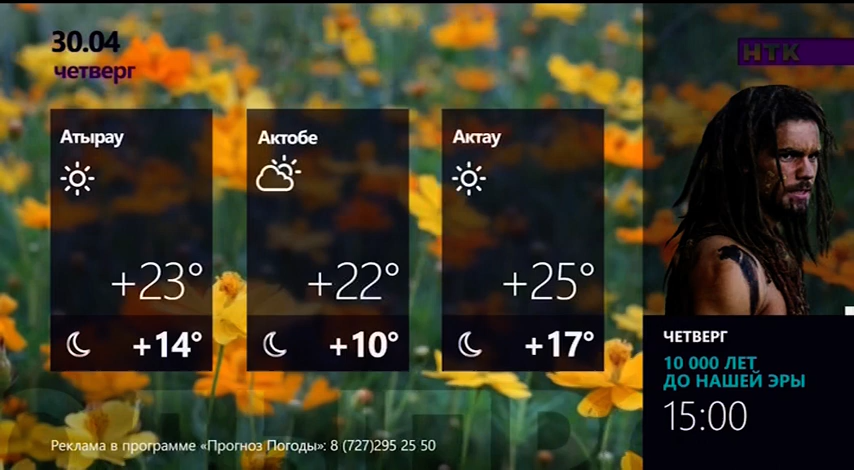 30.04
четверг
НТК
Атырау
+23°
+14°
Актобе
+22°
+10°
Актау
+25°
+17°
Реклама в программе «Прогноз Погоды»: 8 (727)295 25 50
ЧЕТВЕРГ
10 000 ЛЕТ
ДО НАШЕЙ ЭРЫ
15:00